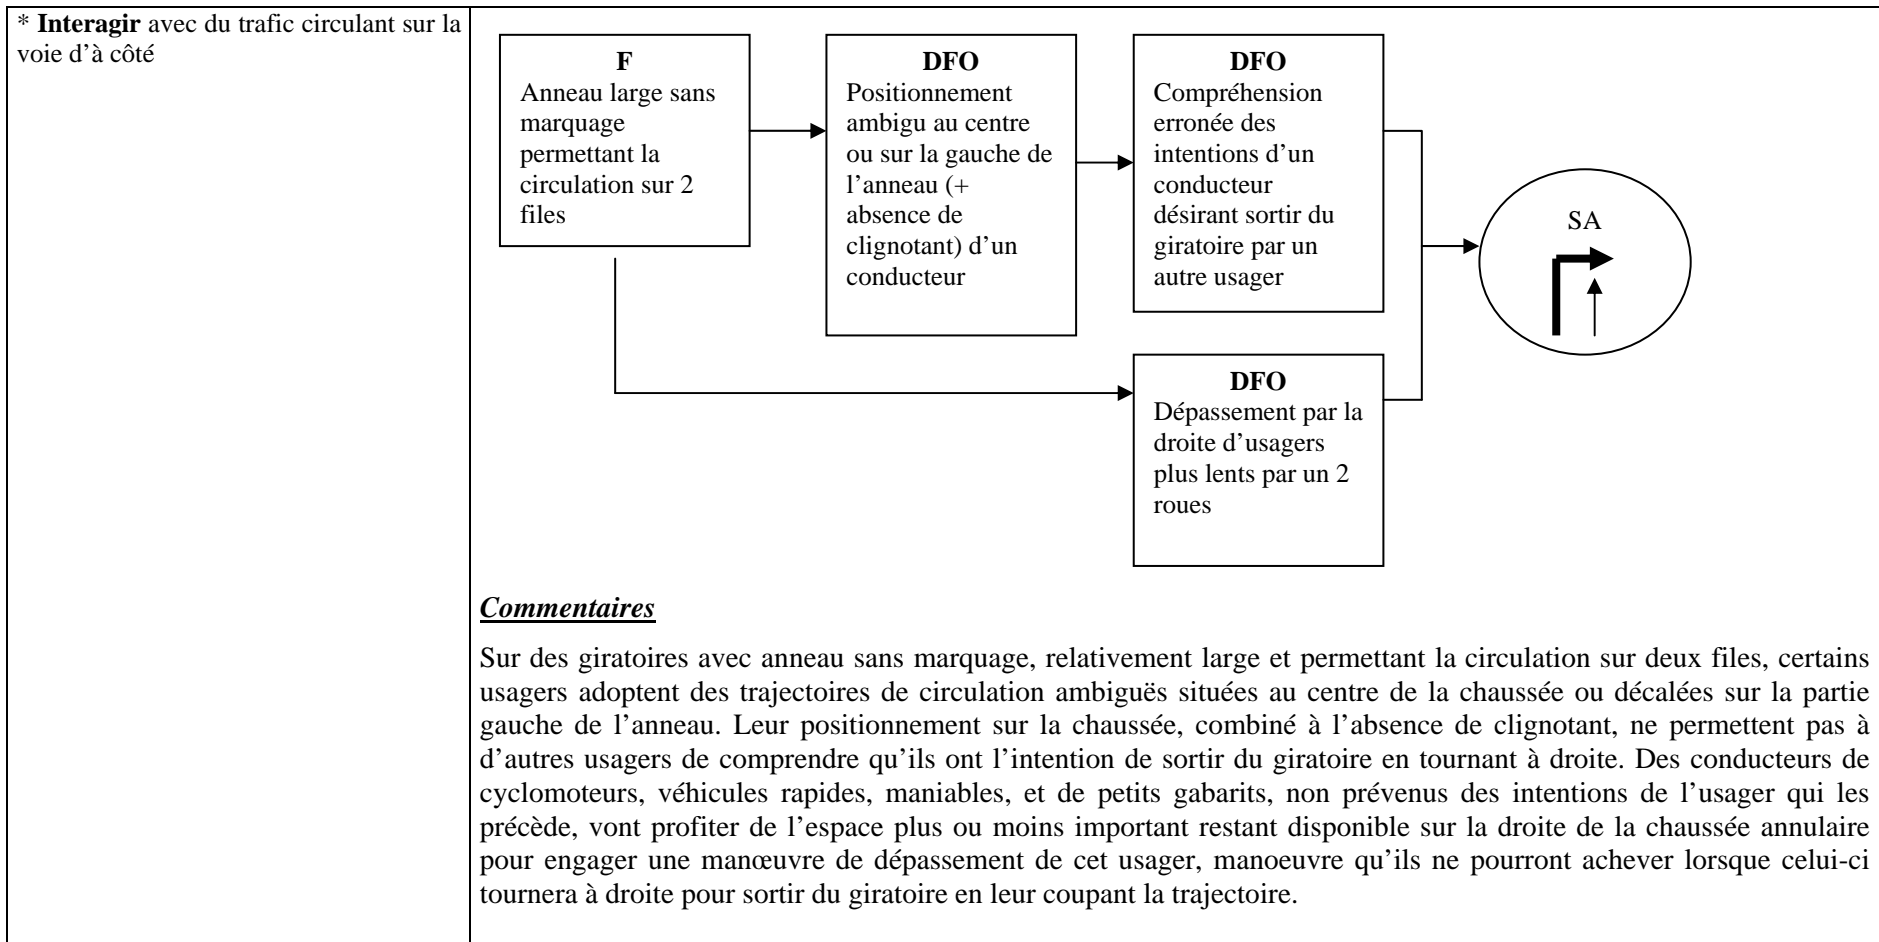 * Interagir avec du trafic circulant sur la
voie d’à côté
F
Anneau large sans
marquage
permettant la
circulation sur 2
files
DFO
Positionnement
ambigu au centre
ou sur la gauche de
l’anneau (+
absence de
clignotant) d’un
conducteur
DFO
Compréhension
erronée des
intentions d’un
conducteur
désirant sortir du
giratoire par un
autre usager
SA
DFO
Dépassement par la
droite d’usagers
plus lents par un 2
roues
Commentaires
Sur des giratoires avec anneau sans marquage, relativement large et permettant la circulation sur deux files, certains
usagers adoptent des trajectoires de circulation ambiguës situées au centre de la chaussée ou décalées sur la partie
gauche de l’anneau. Leur positionnement sur la chaussée, combiné à l’absence de clignotant, ne permettent pas à
d’autres usagers de comprendre qu’ils ont l’intention de sortir du giratoire en tournant à droite. Des conducteurs de
cyclomoteurs, véhicules rapides, maniables, et de petits gabarits, non prévenus des intentions de l’usager qui les
précède, vont profiter de l’espace plus ou moins important restant disponible sur la droite de la chaussée annulaire
pour engager une manœuvre de dépassement de cet usager, manoeuvre qu’ils ne pourront achever lorsque celui-ci
tournera à droite pour sortir du giratoire en leur coupant la trajectoire.